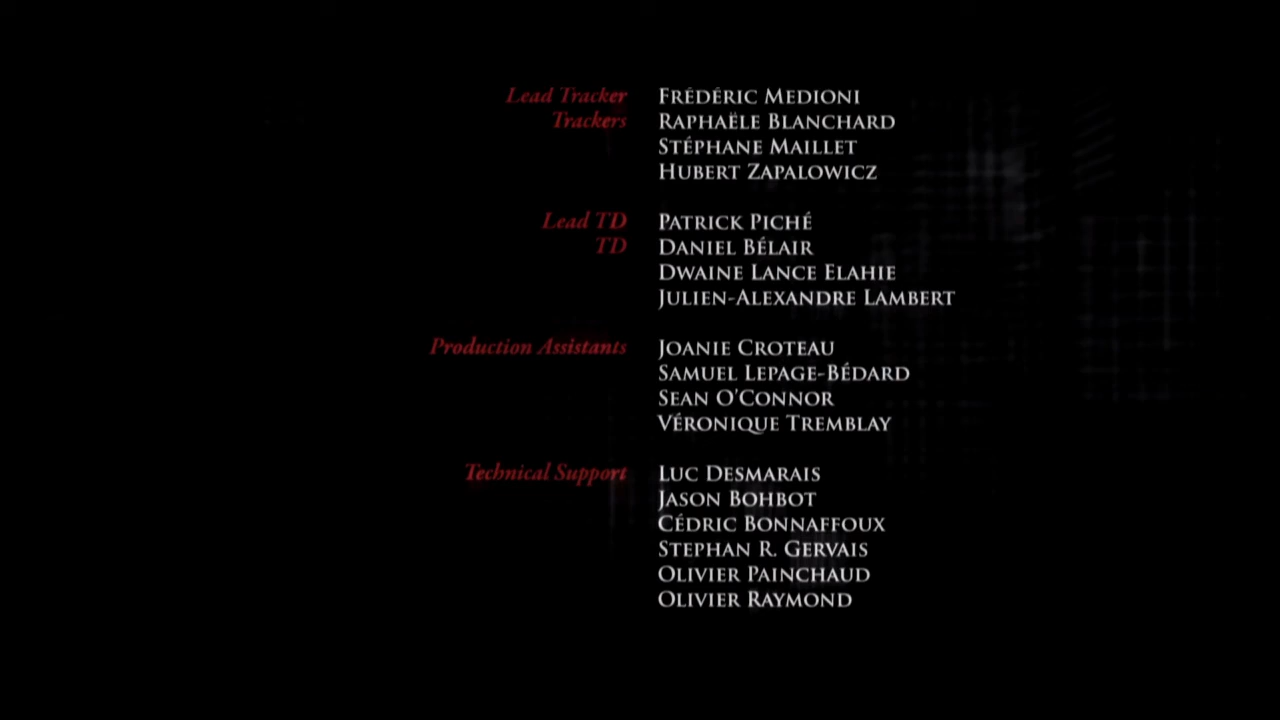 Lead Tracker FRÉDÉRIC MEDIONI
Trackers RAPHAËLE BLANCHARD
STÉPHANE MAILLET
HUBERT ZAPALOWICZ
Lead TD PATRICK PICHÉ
TD DANIEL BÉLAIR
DWAINE LANCE ELAHIE
JULIEN-ALEXANDRE LAMBERT
Production Assistants JOANIE CROTEAU
SAMUEL LEPAGE-BÉDARD
SEAN O'CONNOR
VÉRONIQUE TREMBLAY
Technical Support LUC DESMARAIS
JASON BOHBOT
CÉDRIC BONNAFFOUX
STEPHAN R. GERVAIS
OLIVIER PAINCHAUD
OLIVIER RAYMOND